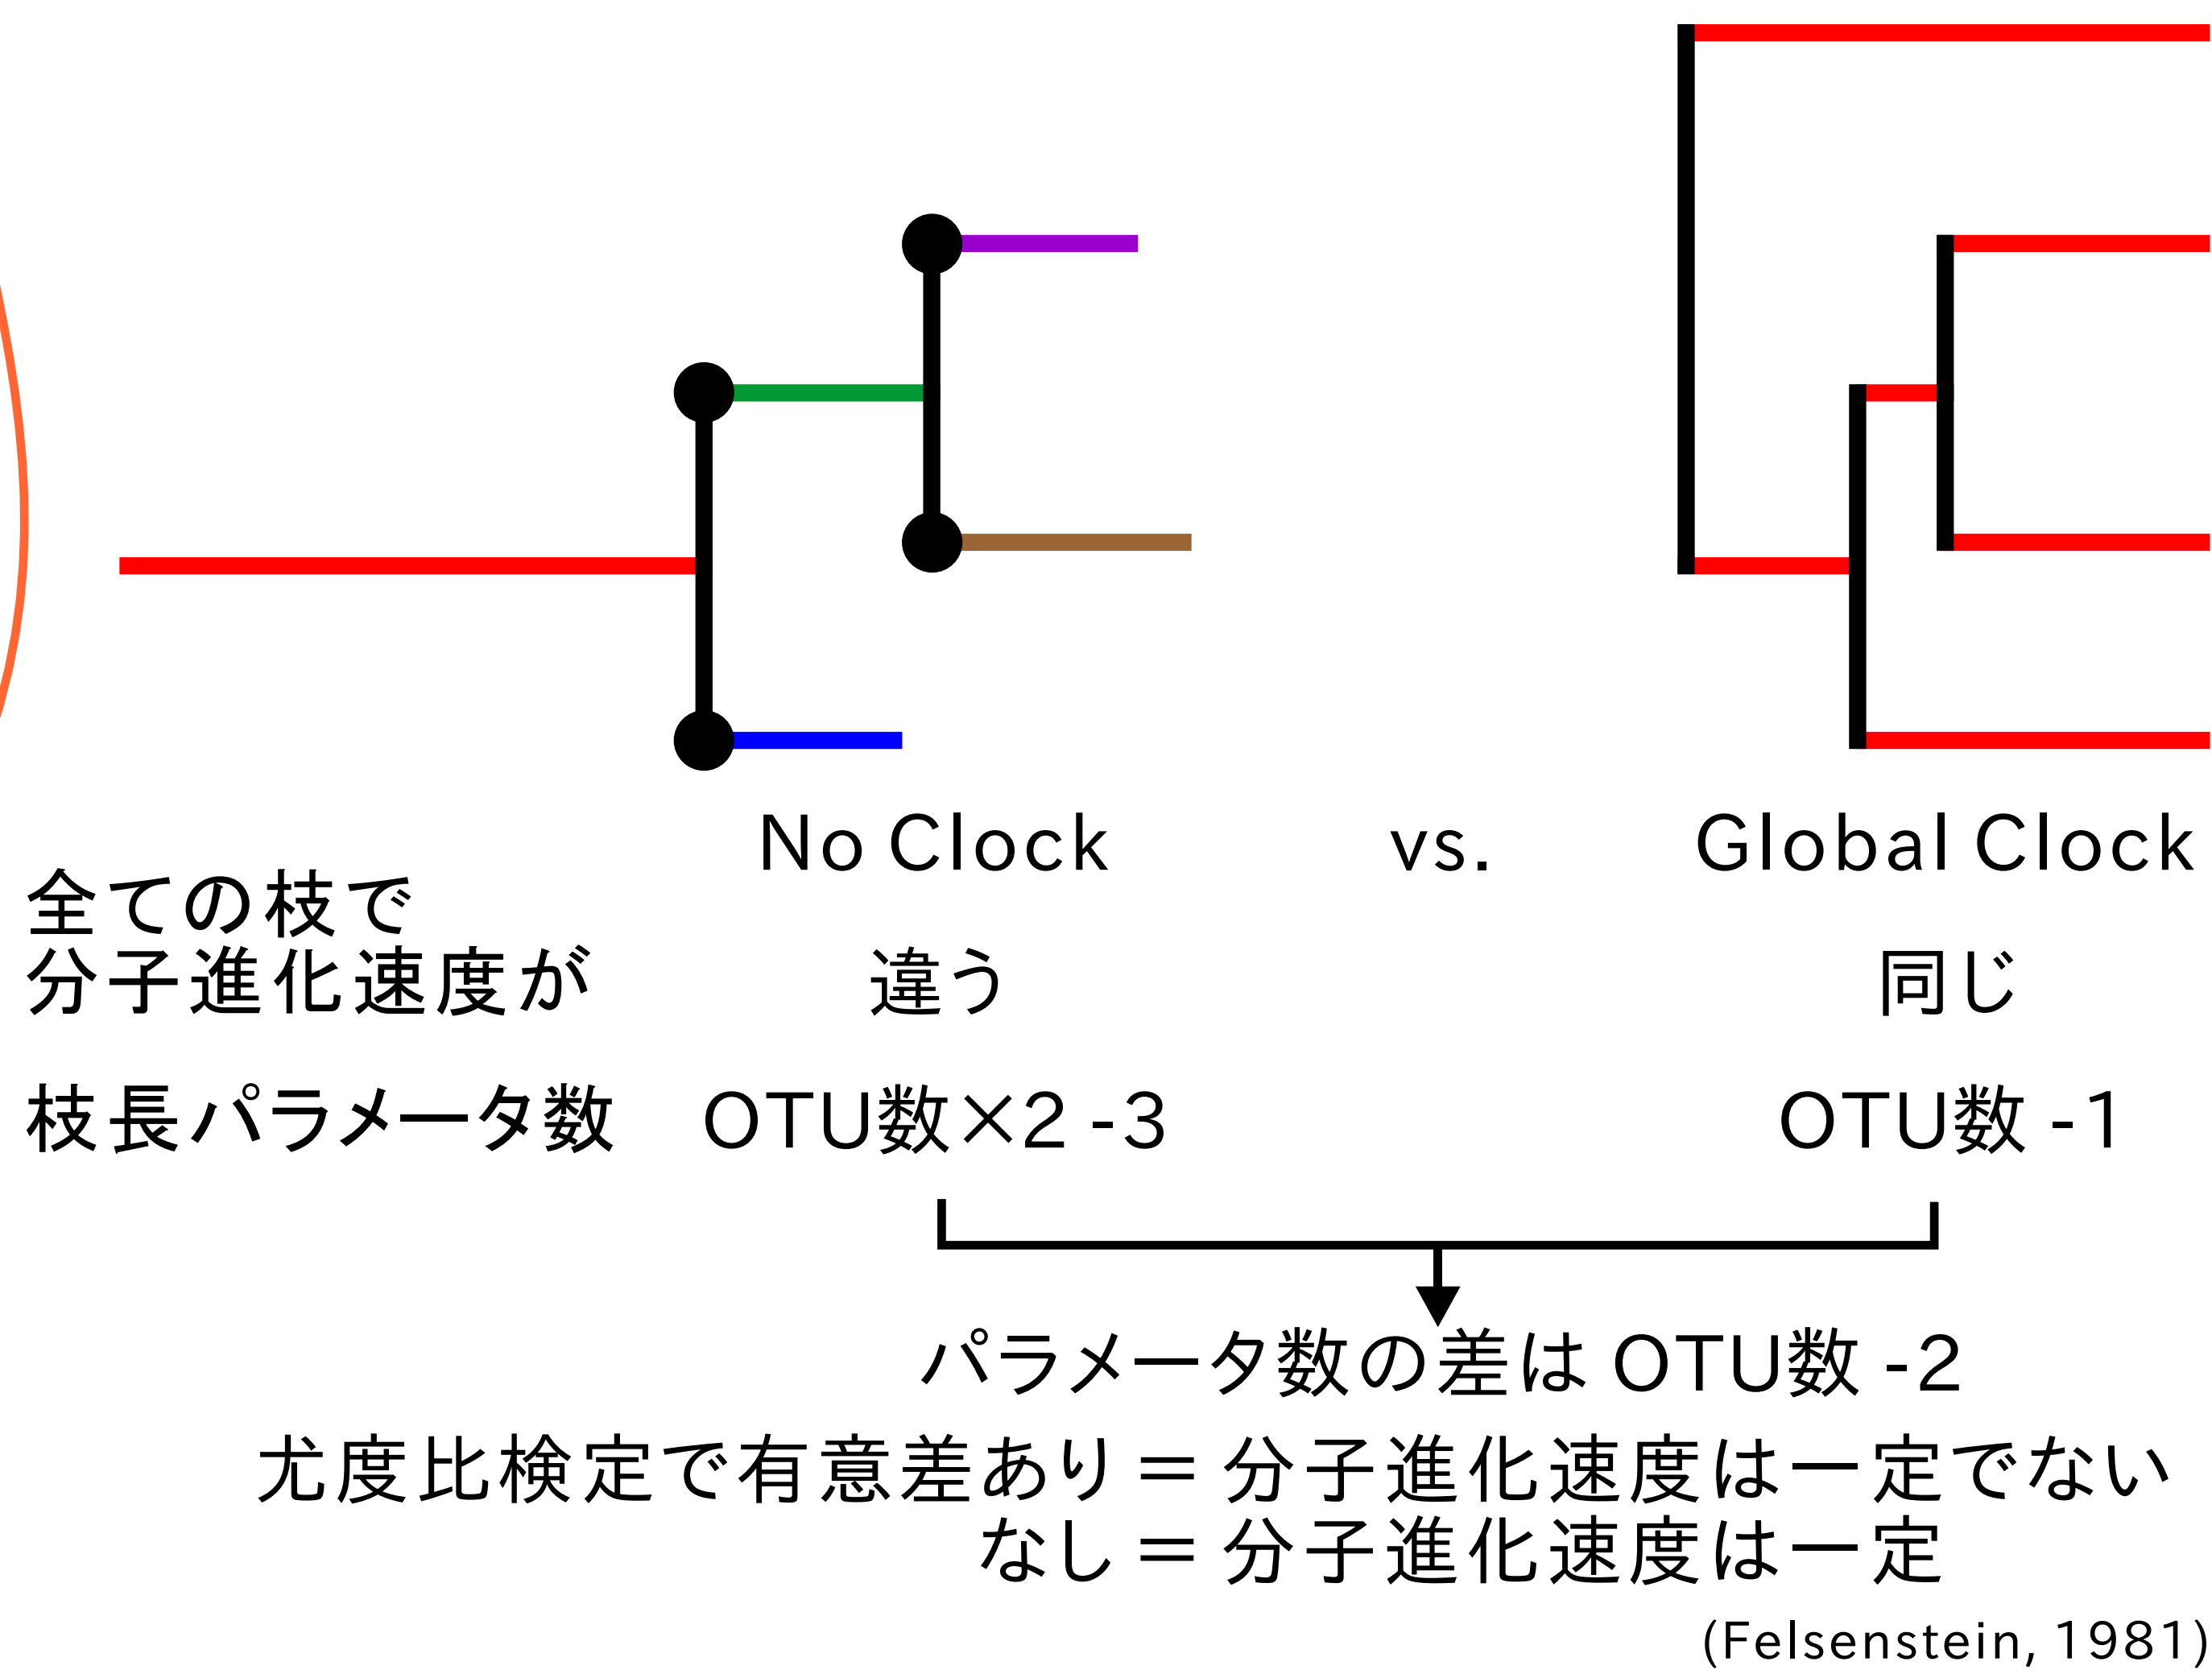 No Clock vs. Global Clock
全ての枝で
分子進化速度が 違う 同じ
枝長パラメータ数 OTU数×2 -3 OTU数 -1
パラメータ数の差は OTU数 -2
尤度比検定で有意差あり = 分子進化速度は一定でない
なし = 分子進化速度は一定
(Felsenstein, 1981)